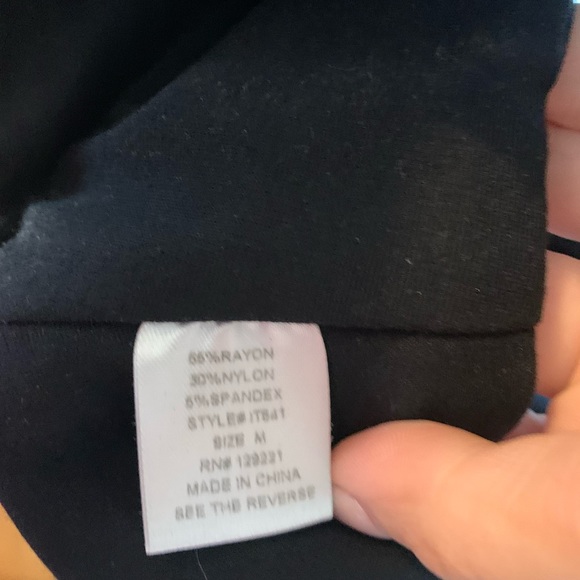 65%RAYON
30%NYLON
5%SPANDEX
STYLE# IT641
SIZE M
RN# 129221
MADE IN CHINA
SEE THE REVERSE